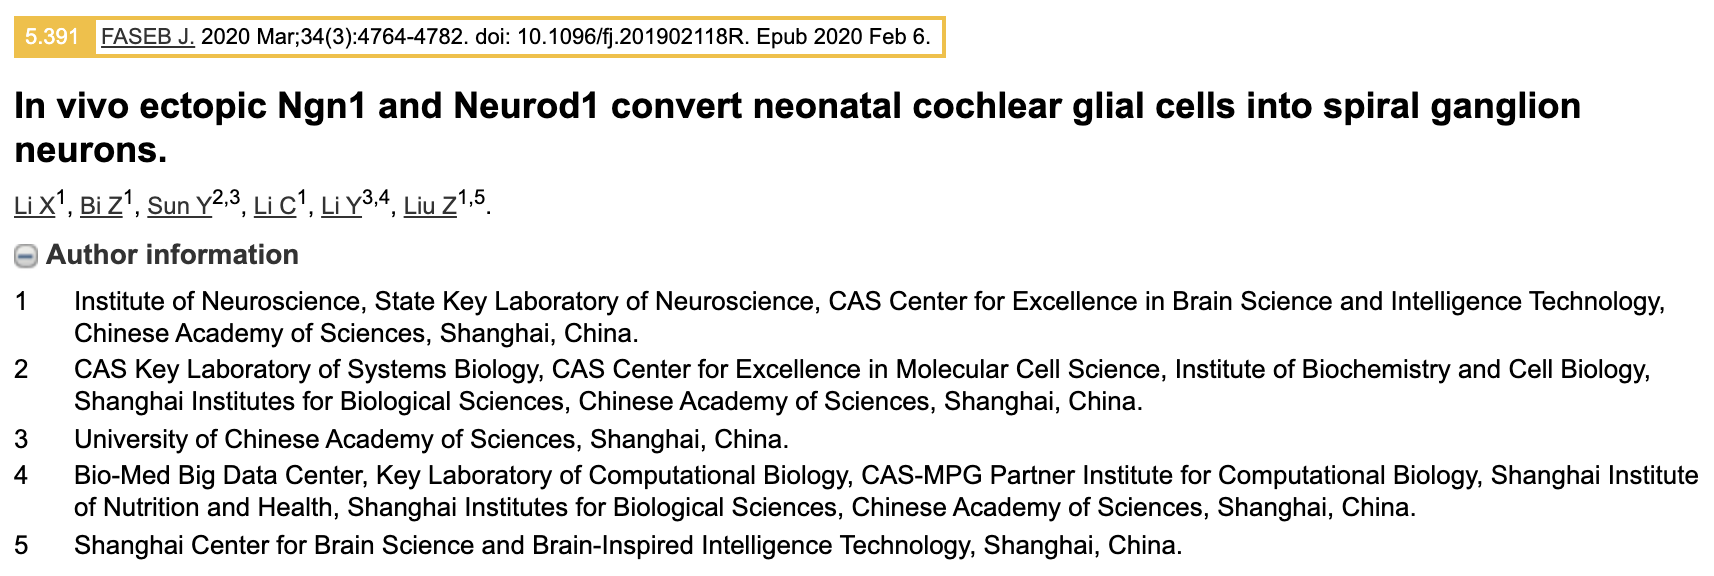 5.391 FASEB J. 2020 Mar;34(3):4764-4782. doi: 10.1096/fj.201902118R. Epub 2020 Feb 6.
In vivo ectopic Ngn1 and Neurod1 convert neonatal cochlear glial cells into spiral ganglion
neurons.
Li X1, Bi Z1, Sun Y2,3, Li C1, Li Y3,4, Liu Z1,5.
Author information
1 Institute of Neuroscience, State Key Laboratory of Neuroscience, CAS Center for Excellence in Brain Science and Intelligence Technology,
Chinese Academy of Sciences, Shanghai, China.
2 CAS Key Laboratory of Systems Biology, CAS Center for Excellence in Molecular Cell Science, Institute of Biochemistry and Cell Biology,
Shanghai Institutes for Biological Sciences, Chinese Academy of Sciences, Shanghai, China.
3 University of Chinese Academy of Sciences, Shanghai, China.
4 Bio-Med Big Data Center, Key Laboratory of Computational Biology, CAS-MPG Partner Institute for Computational Biology, Shanghai Institute
of Nutrition and Health, Shanghai Institutes for Biological Sciences, Chinese Academy of Sciences, Shanghai, China.
5 Shanghai Center for Brain Science and Brain-Inspired Intelligence Technology, Shanghai, China.